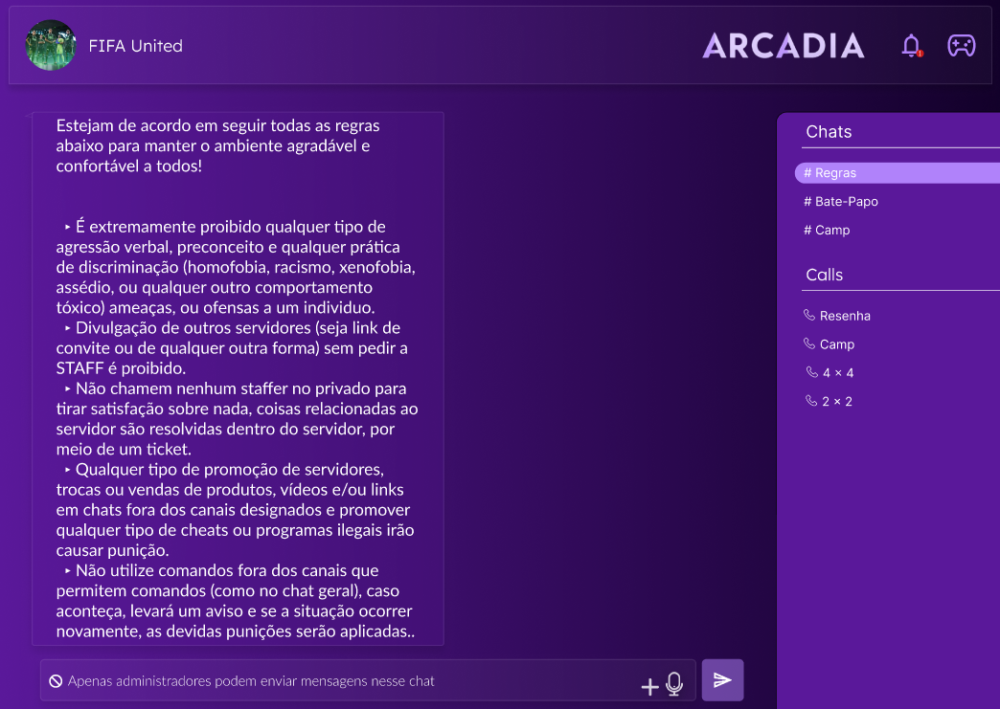 FIFA United
ARCADIA
Estejam de acordo em seguir todas as regras
abaixo para manter o ambiente agradável e
confortável a todos!
‣ É extremamente proibido qualquer tipo de
agressão verbal, preconceito e qualquer prática
de discriminação (homofobia, racismo, xenofobia,
assédio, ou qualquer outro comportamento
tóxico) ameaças, ou ofensas a um individuo.
‣ Divulgação de outros servidores (seja link de
convite ou de qualquer outra forma) sem pedir a
STAFF é proibido.
‣ Não chamem nenhum staffer no privado para
tirar satisfação sobre nada, coisas relacionadas ao
servidor são resolvidas dentro do servidor, por
meio de um ticket.
‣ Qualquer tipo de promoção de servidores,
trocas ou vendas de produtos, vídeos e/ou links
em chats fora dos canais designados e promover
qualquer tipo de cheats ou programas ilegais irão
causar punição.
‣ Não utilize comandos fora dos canais que
permitem comandos (como no chat geral), caso
aconteça, levará um aviso e se a situação ocorrer
novamente, as devidas punições serão aplicadas..
Apenas administradores podem enviar mensagens nesse chat
Chats
# Regras
# Bate-Papo
# Camp
Calls
Resenha
Camp
4 × 4
2 × 2